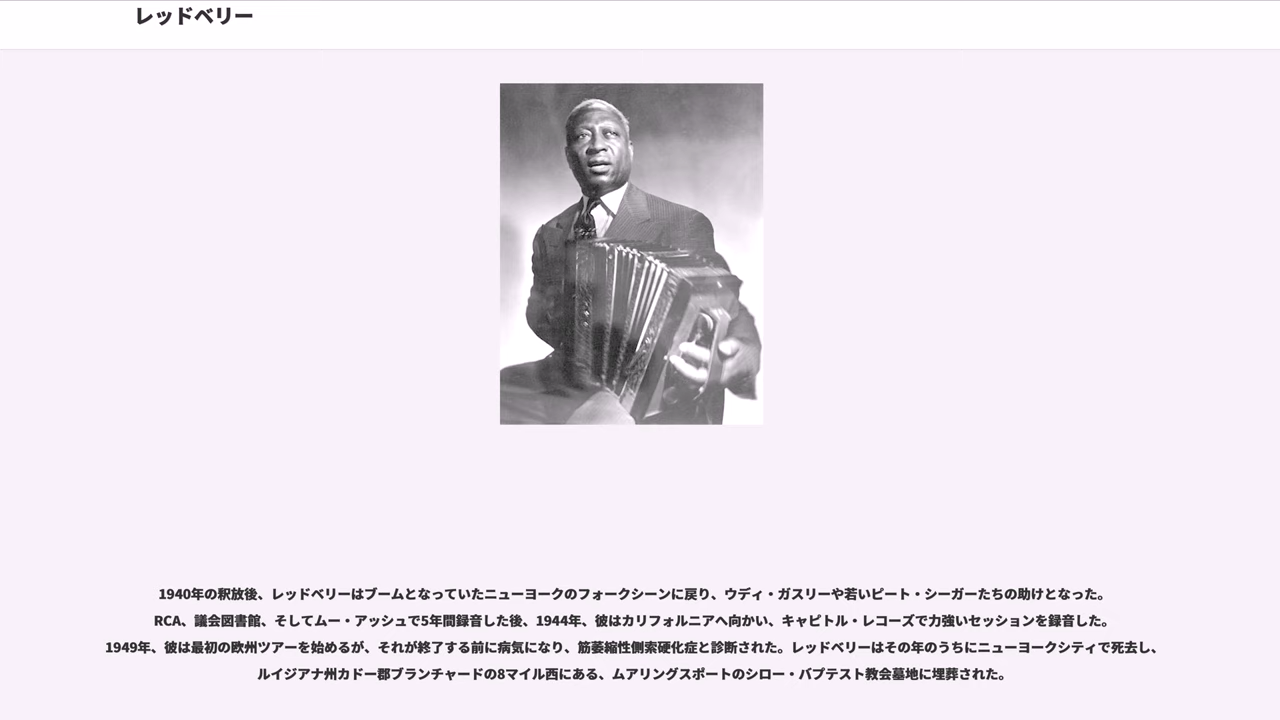 レッドベリー
1940年の釈放後、レッドベリーはブームとなっていたニューヨークのフォークシーンに戻り、ウディ・ガスリーや若いピート・シーガーたちの助けとなった。
RCA、議会図書館、そしてムー・アッシュで5年間録音した後、1944年、彼はカリフォルニアへ向かい、キャピトル・レコーズで力強いセッションを録音した。
1949年、彼は最初の欧州ツアーを始めるが、それが終了する前に病気になり、筋萎縮性側索硬化症と診断された。レッドベリーはその年のうちにニューヨークシティで死去し、
ルイジアナ州カドー郡ブランチャードの8マイル西にある、ムアリングスポートのシロー・バプテスト教会墓地に埋葬された。